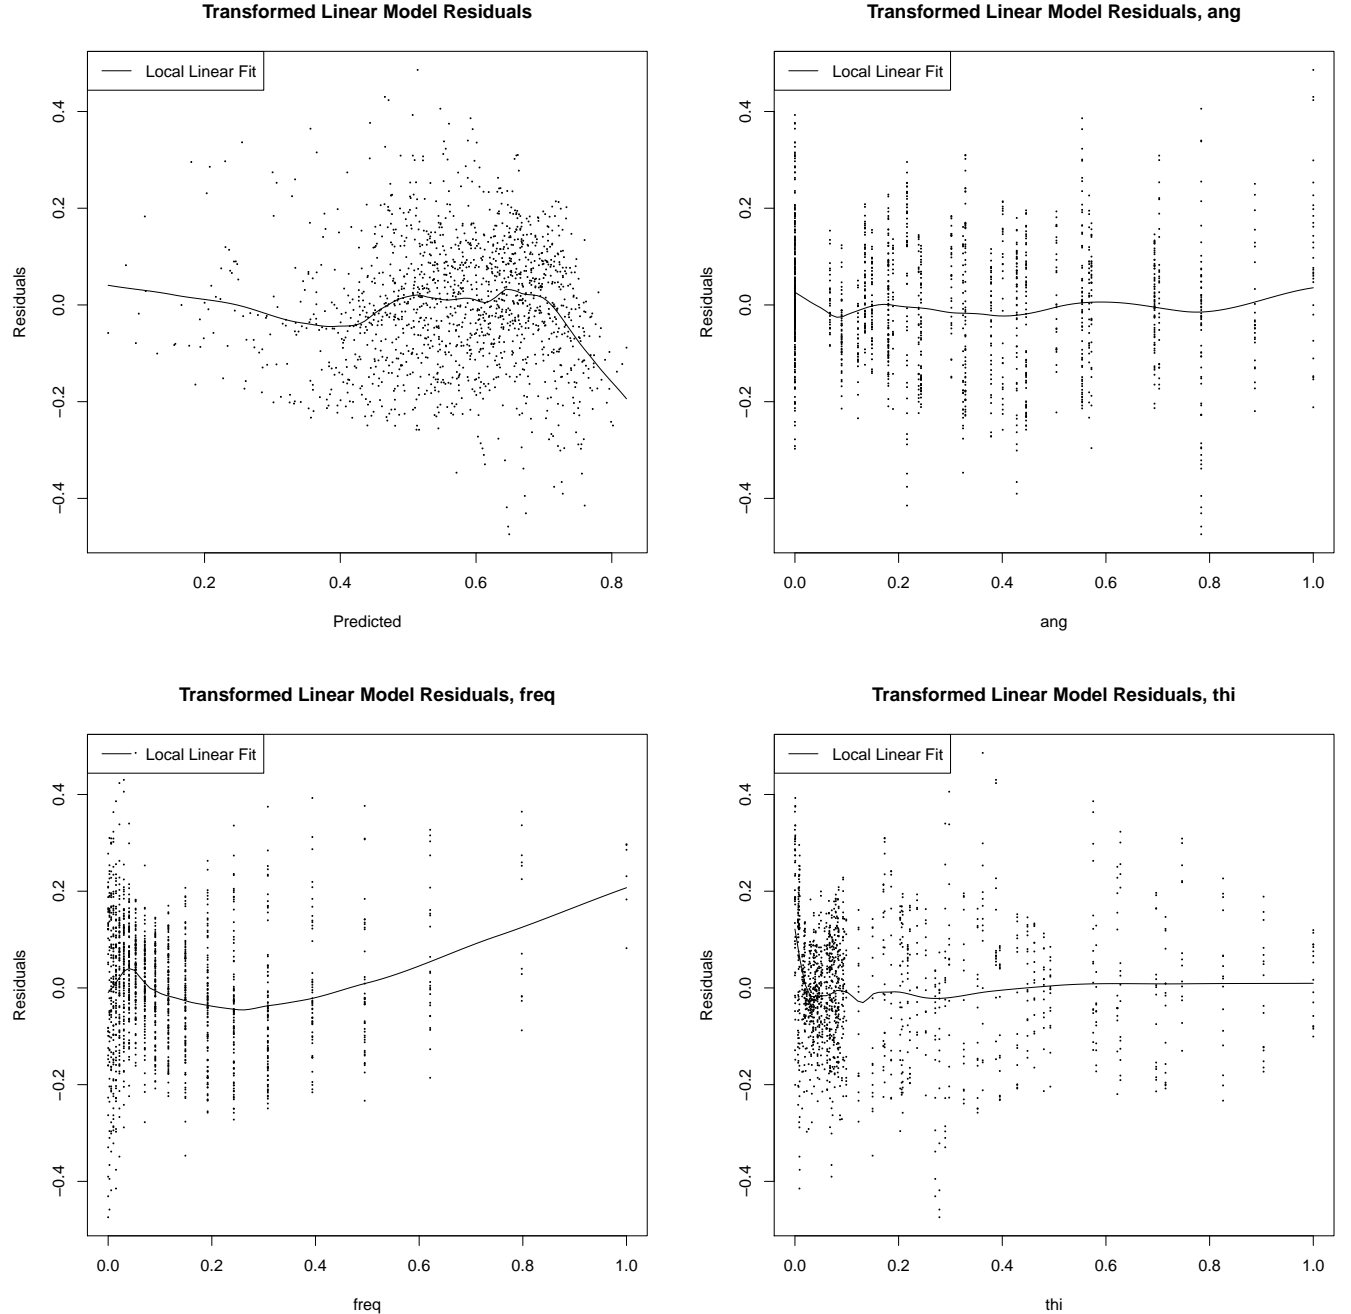 Transformed Linear Model Residuals
Local Linear Fit
Residuals
0.4
0.2
0.0
−0.2
−0.4
0.2 0.4 0.6 0.8
Predicted
Transformed Linear Model Residuals, ang
Local Linear Fit
Residuals
0.4
0.2
0.0
−0.2
−0.4
0.0 0.2 0.4 0.6 0.8 1.0
ang
Transformed Linear Model Residuals, freq
Local Linear Fit
Residuals
0.4
0.2
0.0
−0.2
−0.4
0.0 0.2 0.4 0.6 0.8 1.0
freq
Transformed Linear Model Residuals, thi
Local Linear Fit
Residuals
0.4
0.2
0.0
−0.2
−0.4
0.0 0.2 0.4 0.6 0.8 1.0
thi